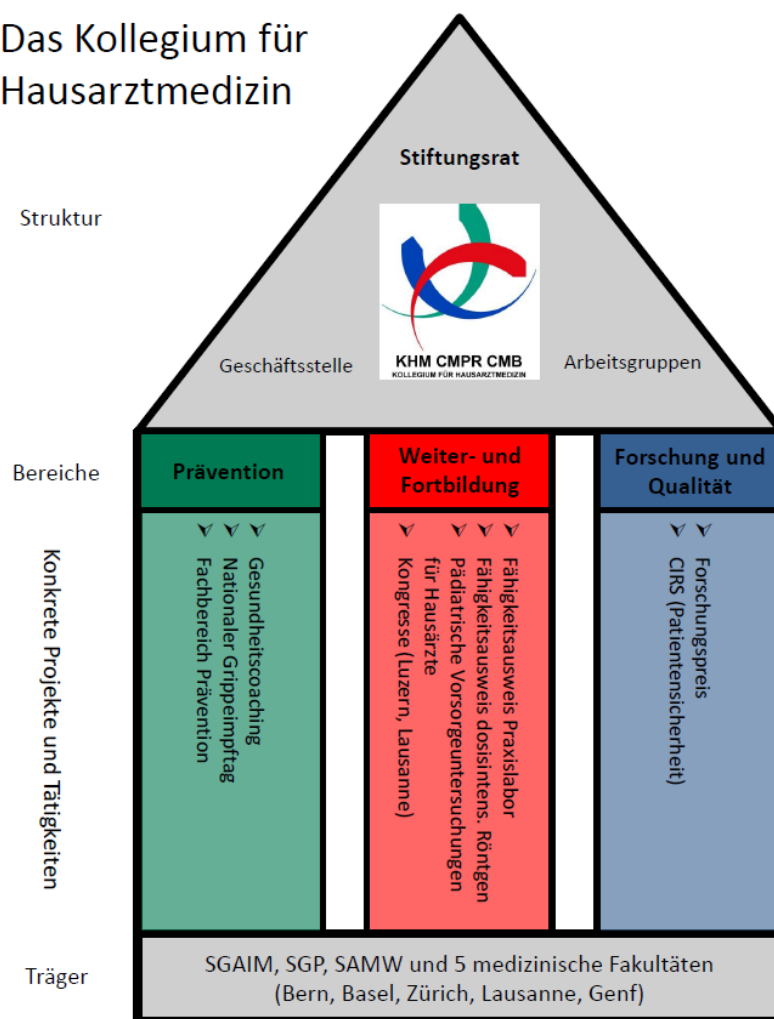 Das Kollegium für
Hausarztmedizin
Stiftungsrat
Struktur
KHM CMPR CMB
KOLLEGIUM FÜR HAUSARZTMEDIZIN
Geschäftsstelle
Arbeitsgruppen
Bereiche
Prävention
Weiter- und
Fortbildung
Forschung und
Qualität
Konkrete Projekte und Tätigkeiten
Gesundheitscoaching
Nationaler Grippeimpftag
Fachbereich Prävention
Fähigkeitsausweis Praxislabor
Fähigkeitsausweis dosisintens. Röntgen
Pädiatrische Vorsorgeuntersuchungen
für Hausärzte
Kongresse (Luzern, Lausanne)
Forschungspreis
CIRS (Patientensicherheit)
Träger
SGAIM, SGP, SAMW und 5 medizinische Fakultäten
(Bern, Basel, Zürich, Lausanne, Genf)